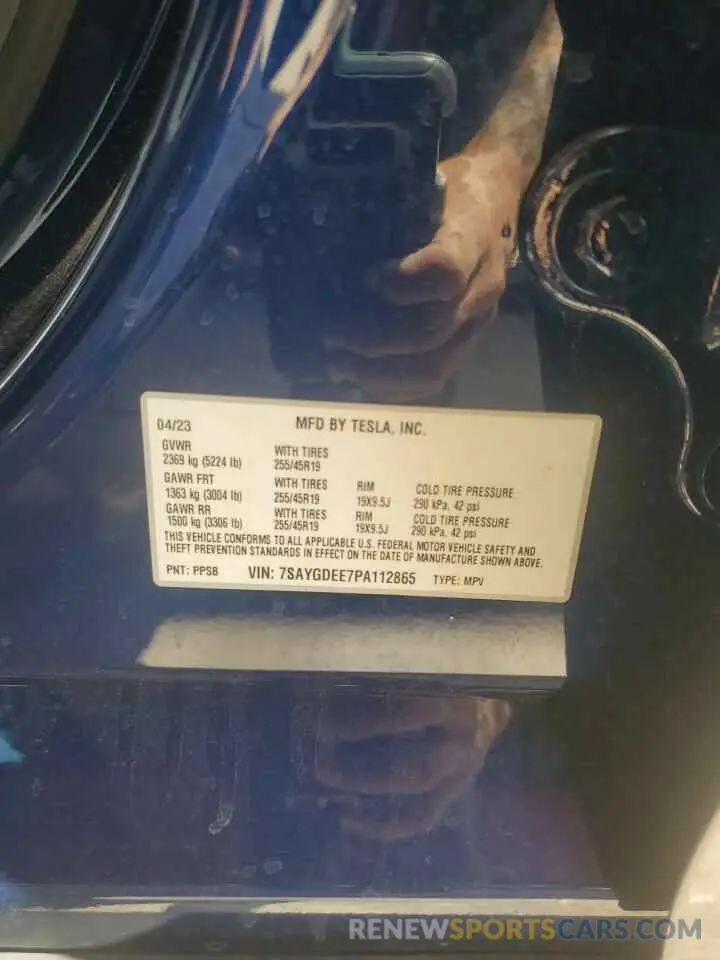 04/23 MFD BY TESLA, INC.
GVWR WITH TIRES
2369 kg (5224 lb) 255/45R19
GAWR FRT WITH TIRES RIM COLD TIRE PRESSURE
1363 kg (3004 lb) 255/45R19 19X9.5J 290 kPa, 42 psi
GAWR RR WITH TIRES RIM COLD TIRE PRESSURE
1500 kg (3306 lb) 255/45R19 19X9.5J 290 kPa, 42 psi
THIS VEHICLE CONFORMS TO ALL APPLICABLE U.S. FEDERAL MOTOR VEHICLE SAFETY AND
THEFT PREVENTION STANDARDS IN EFFECT ON THE DATE OF MANUFACTURE SHOWN ABOVE.
PNT: PPSB VIN: 7SAYGDEE7PA112865 TYPE: MPV
RENEWSPORTSCARS.COM